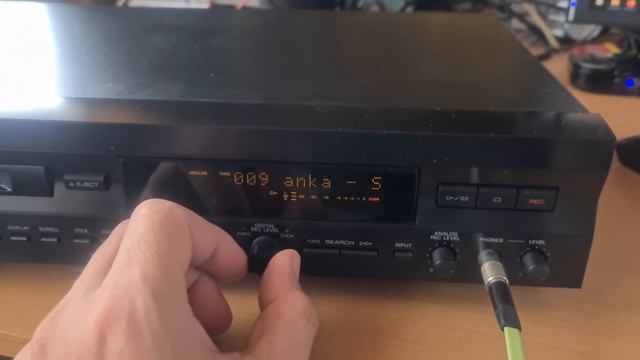 ANALOG
009 anka - S
EJECT
REC
DISPLAY
SCROLL
TITLE
DIGITAL
REC LEVEL
SEARCH
INPUT
ANALOG
REC LEVEL
PHONES
LEVEL